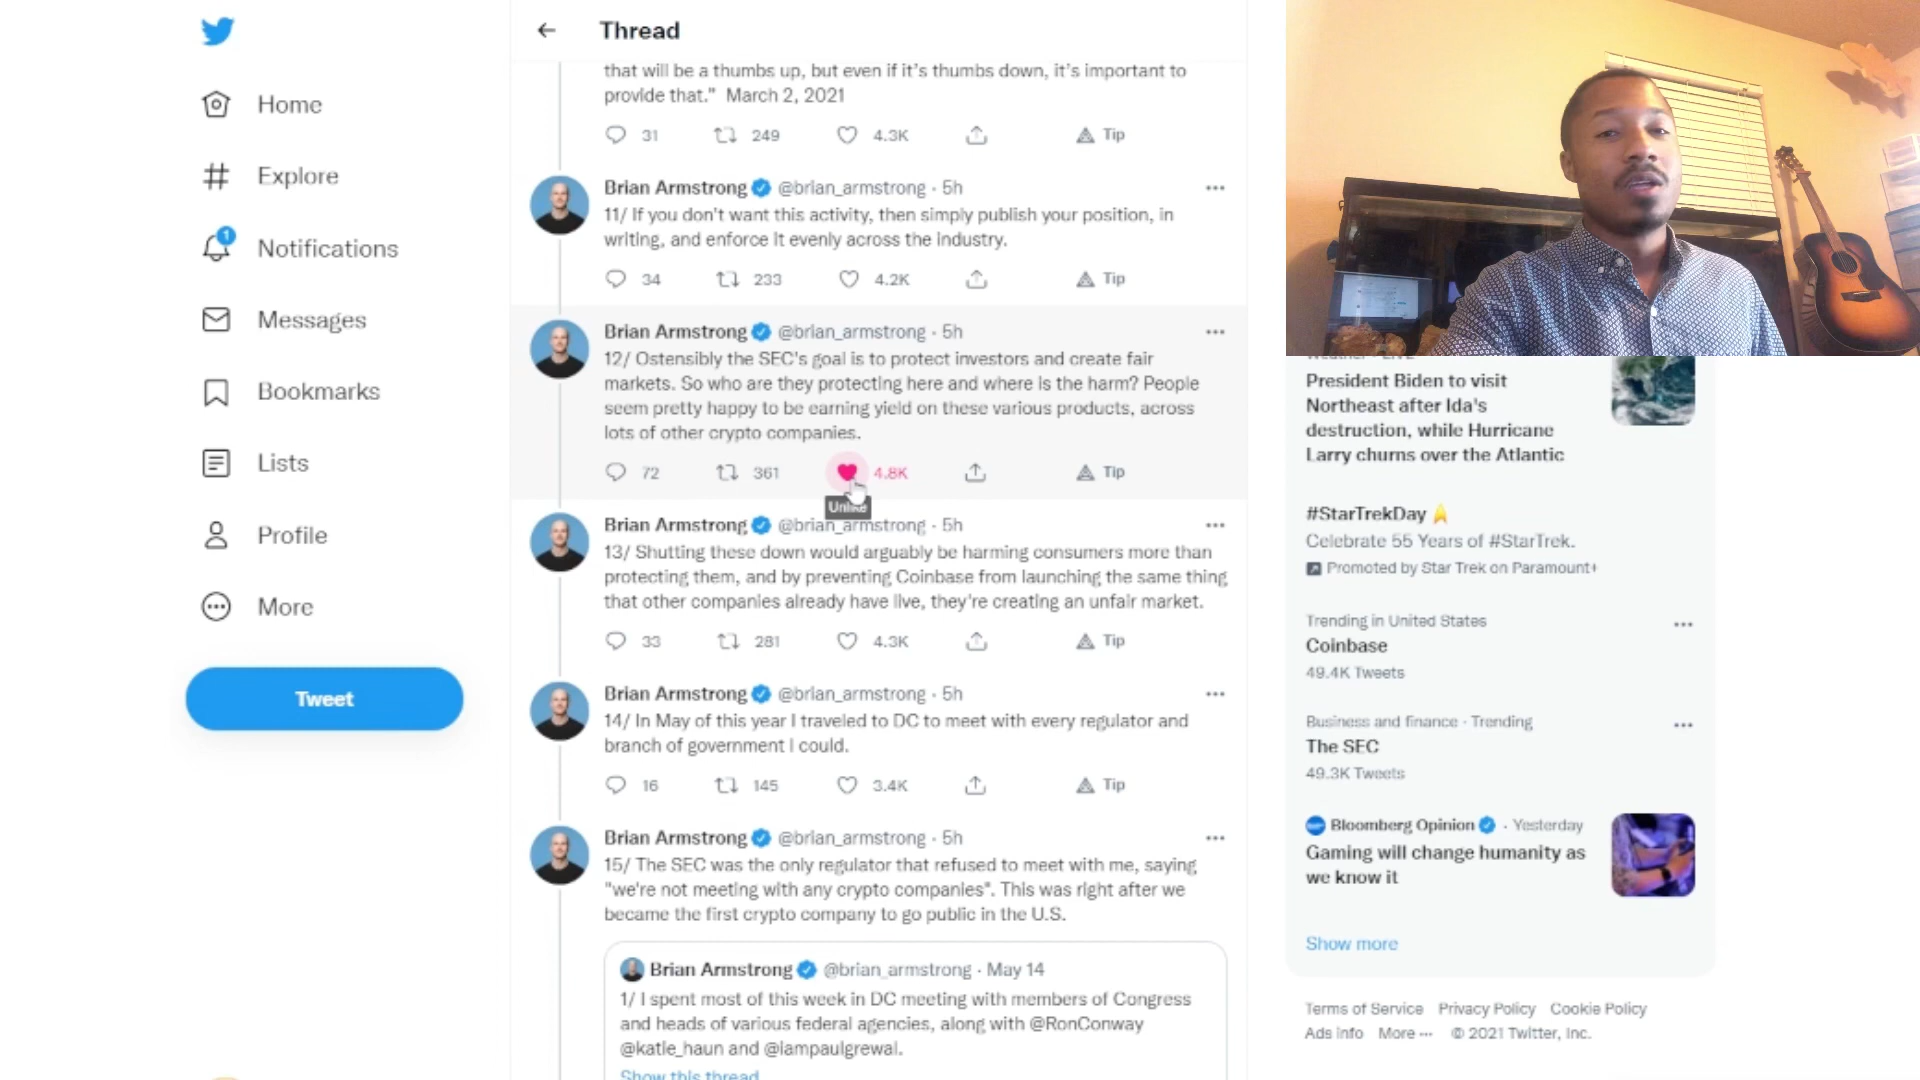 Thread
Home
Explore
1
Notifications
Messages
Bookmarks
Lists
Profile
More
Tweet
that will be a thumbs up, but even if it's thumbs down, it's important to
provide that." March 2, 2021
31 249 4.3K Tip
Brian Armstrong @brian_armstrong · 5h
11/ If you don't want this activity, then simply publish your position, in
writing, and enforce it evenly across the industry.
34 233 4.2K Tip
Brian Armstrong @brian_armstrong · 5h
12/ Ostensibly the SEC's goal is to protect investors and create fair
markets. So who are they protecting here and where is the harm? People
seem pretty happy to be earning yield on these various products, across
lots of other crypto companies.
72 361 4.8K Tip
Unlike
Brian Armstrong @brian_armstrong · 5h
13/ Shutting these down would arguably be harming consumers more than
protecting them, and by preventing Coinbase from launching the same thing
that other companies already have live, they're creating an unfair market.
33 281 4.3K Tip
Brian Armstrong @brian_armstrong · 5h
14/ In May of this year I traveled to DC to meet with every regulator and
branch of government I could.
16 145 3.4K Tip
Brian Armstrong @brian_armstrong · 5h
15/ The SEC was the only regulator that refused to meet with me, saying
"we're not meeting with any crypto companies". This was right after we
became the first crypto company to go public in the U.S.
Brian Armstrong @brian_armstrong · May 14
1/ I spent most of this week in DC meeting with members of Congress
and heads of various federal agencies, along with @RonConway
@katie_haun and @iampaulgrewal.
Show this thread
Weather · LIVE
President Biden to visit
Northeast after Ida's
destruction, while Hurricane
Larry churns over the Atlantic
#StarTrekDay
Celebrate 55 Years of #StarTrek.
Promoted by Star Trek on Paramount+
Trending in United States
Coinbase
49.4K Tweets
Business and finance · Trending
The SEC
49.3K Tweets
Bloomberg Opinion · Yesterday
Gaming will change humanity as
we know it
Show more
Terms of Service Privacy Policy Cookie Policy
Ads info More ··· © 2021 Twitter, Inc.